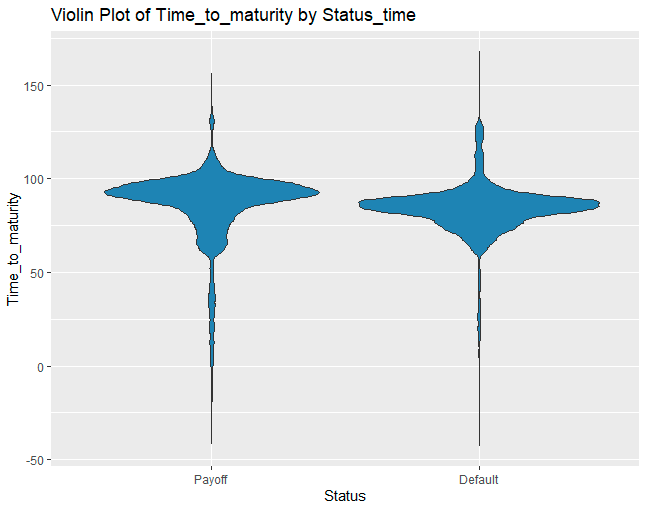 Violin Plot of Time_to_maturity by Status_time
Time_to_maturity
150
100
50
0
-50
Payoff
Default
Status